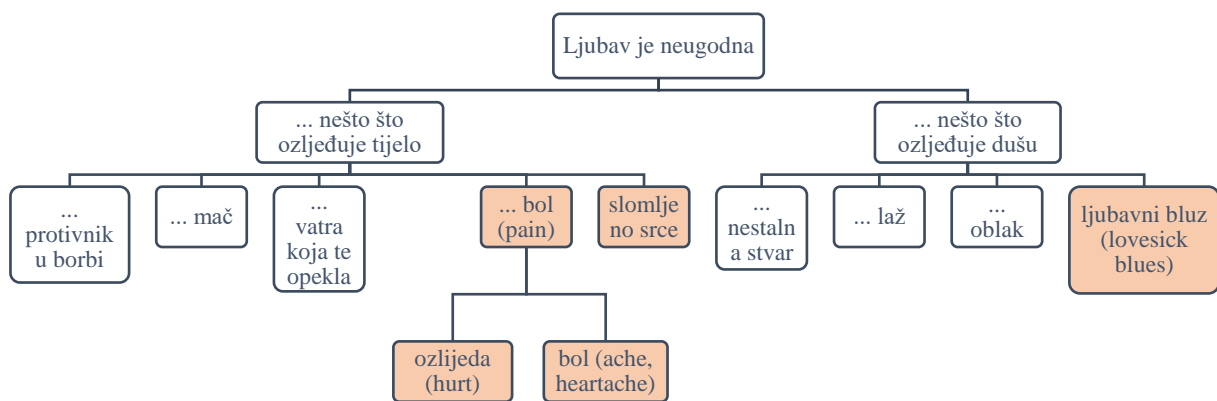 Ljubav je neugodna
... nešto što
ozljeđuje tijelo
... nešto što
ozljeđuje dušu
...
protivnik
u borbi
... mač
...
vatra
koja te
opekla
... bol
(pain)
slomlje
no srce
...
nestaln
a stvar
... laž
...
oblak
ljubavni bluz
(lovesick
blues)
ozlijeda
(hurt)
bol (ache,
heartache)